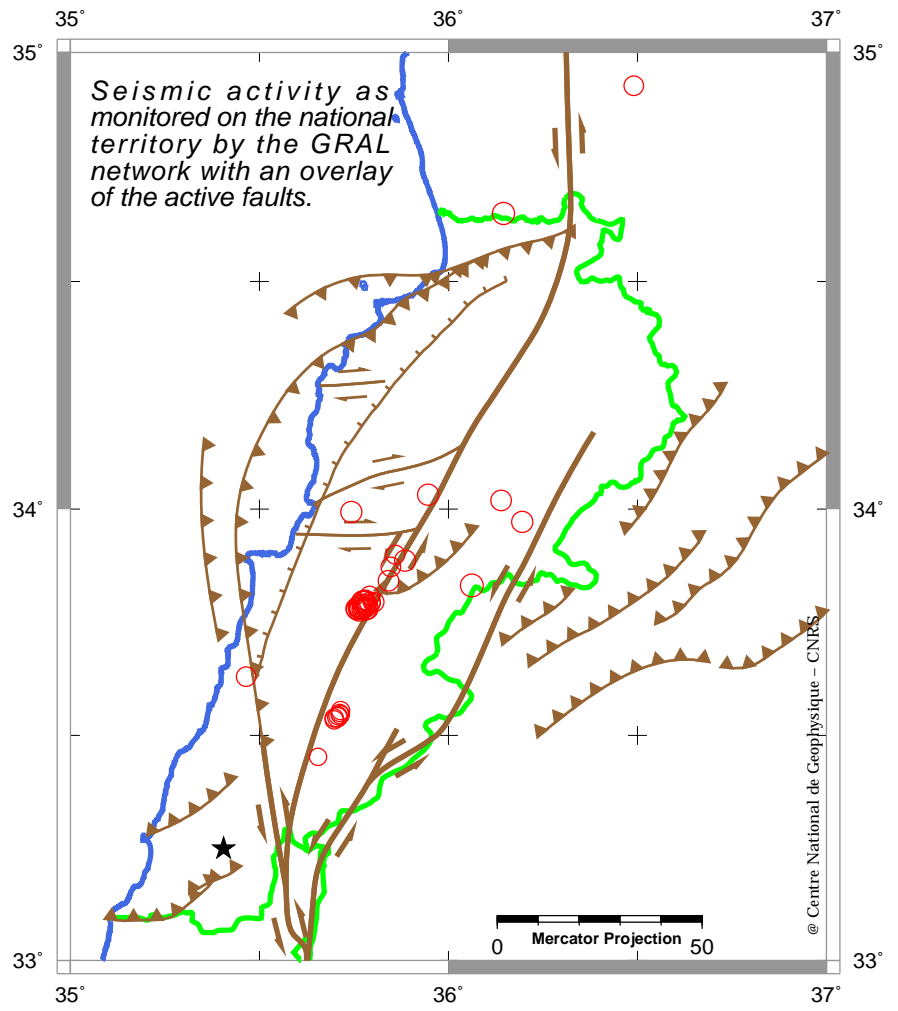 35° 36° 37°
35° 35°
Seismic activity as
monitored on the national
territory by the GRAL
network with an overlay
of the active faults.
34° 34°
@ Centre National de Geophysique – CNRS
Mercator Projection
0 50
33° 33°
35° 36° 37°